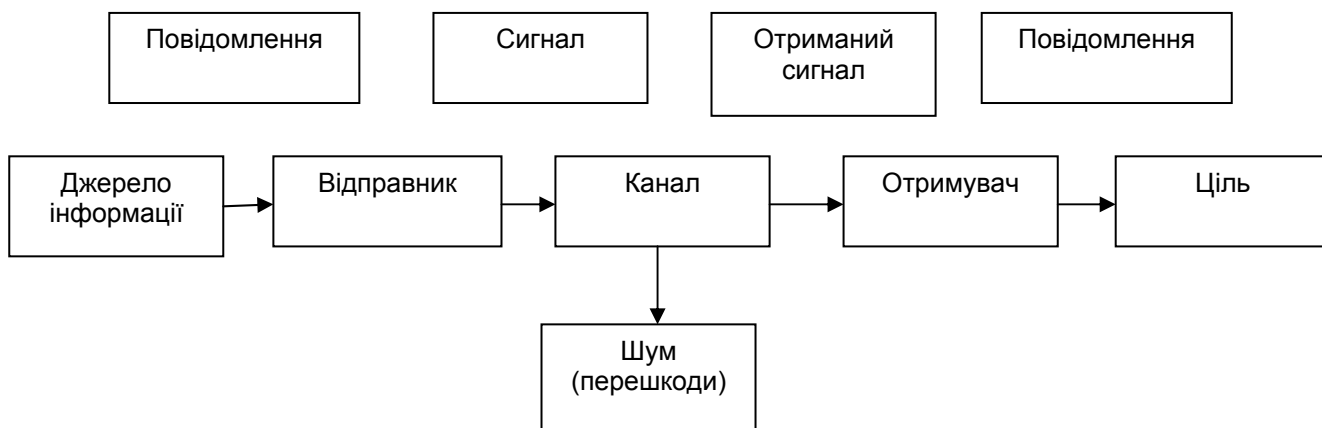 Повідомлення
Сигнал
Отриманий
сигнал
Повідомлення
Джерело
інформації
Відправник
Канал
Отримувач
Ціль
Шум
(перешкоди)